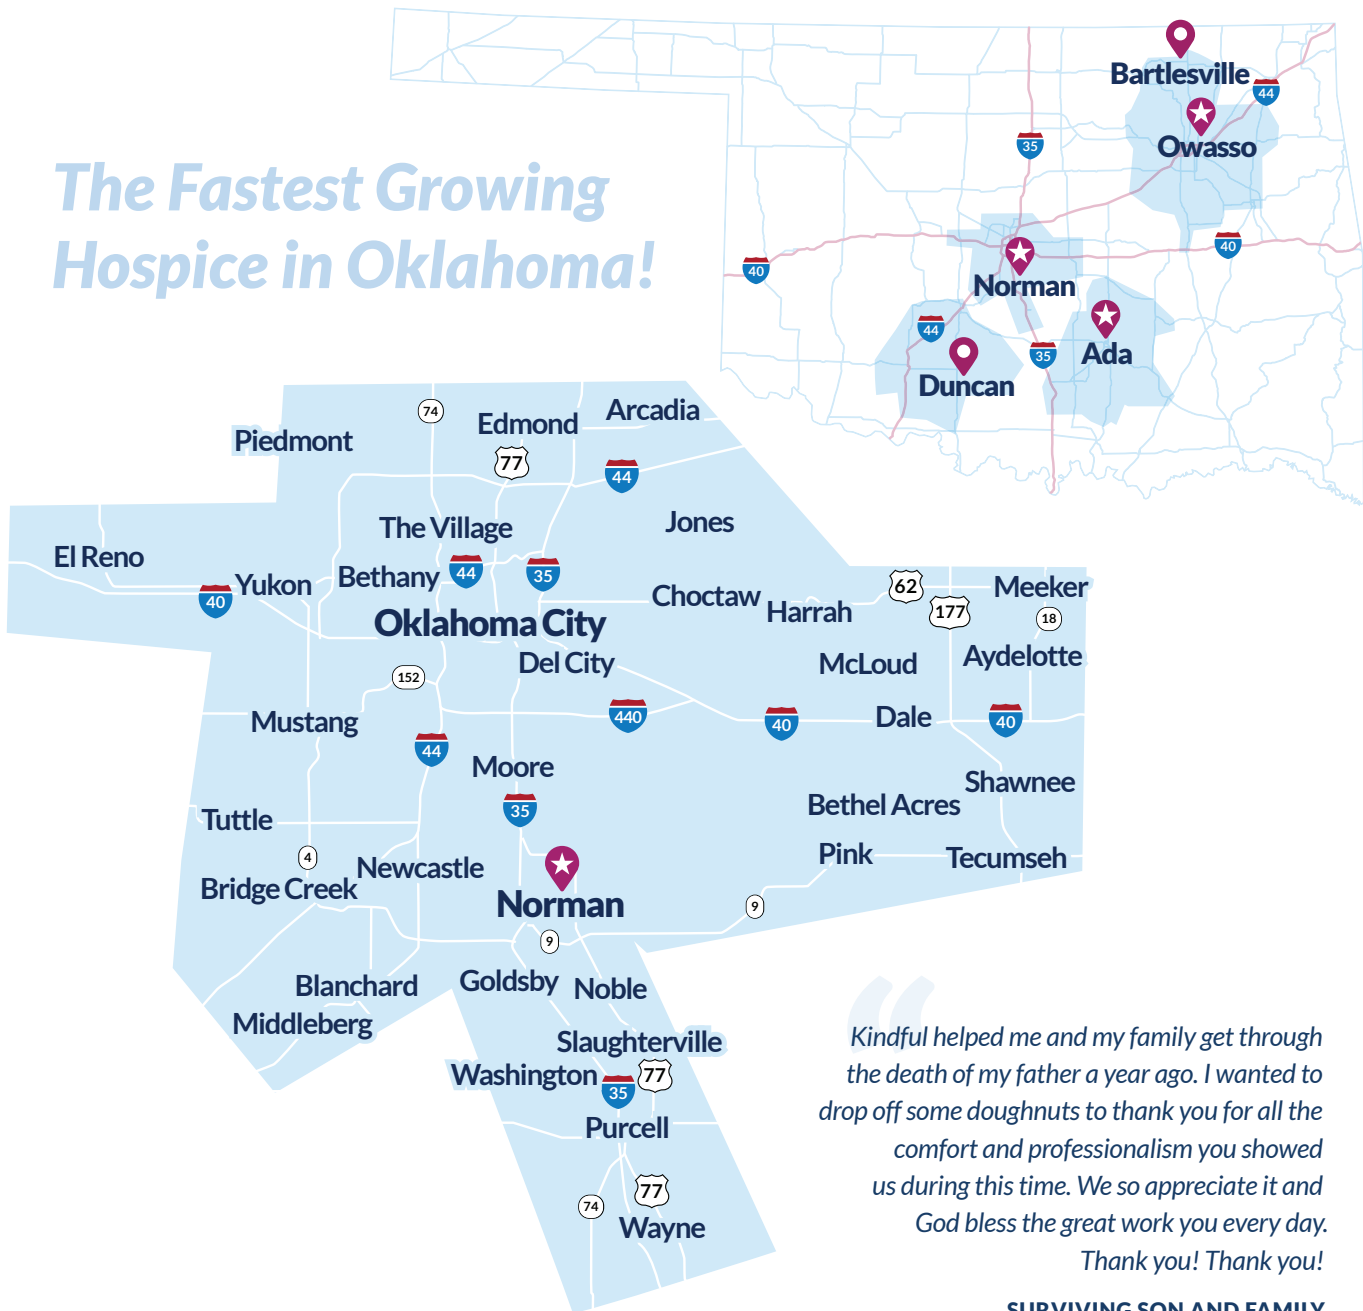 Bartlesville
44
Owasso
35
40
40
Norman
44
35
Ada
Duncan
The Fastest Growing
Hospice in Oklahoma!
74
Edmond
Arcadia
Piedmont
77
44
The Village
Jones
El Reno
Yukon
Bethany
44
35
40
Choctaw
Harrah
62
177
Meeker
18
Oklahoma City
Del City
McLoud
Aydelotte
152
Mustang
440
40
Dale
40
44
Moore
Shawnee
35
Bethel Acres
Tuttle
4
Newcastle
Pink
Tecumseh
Bridge Creek
Norman
9
9
Blanchard
Goldsby
Noble
Middleberg
Slaughterville
Washington
35
77
Purcell
74
77
Wayne
“
Kindful helped me and my family get through
the death of my father a year ago. I wanted to
drop off some doughnuts to thank you for all the
comfort and professionalism you showed
us during this time. We so appreciate it and
God bless the great work you every day.
Thank you! Thank you!
SURVIVING SON AND FAMILY